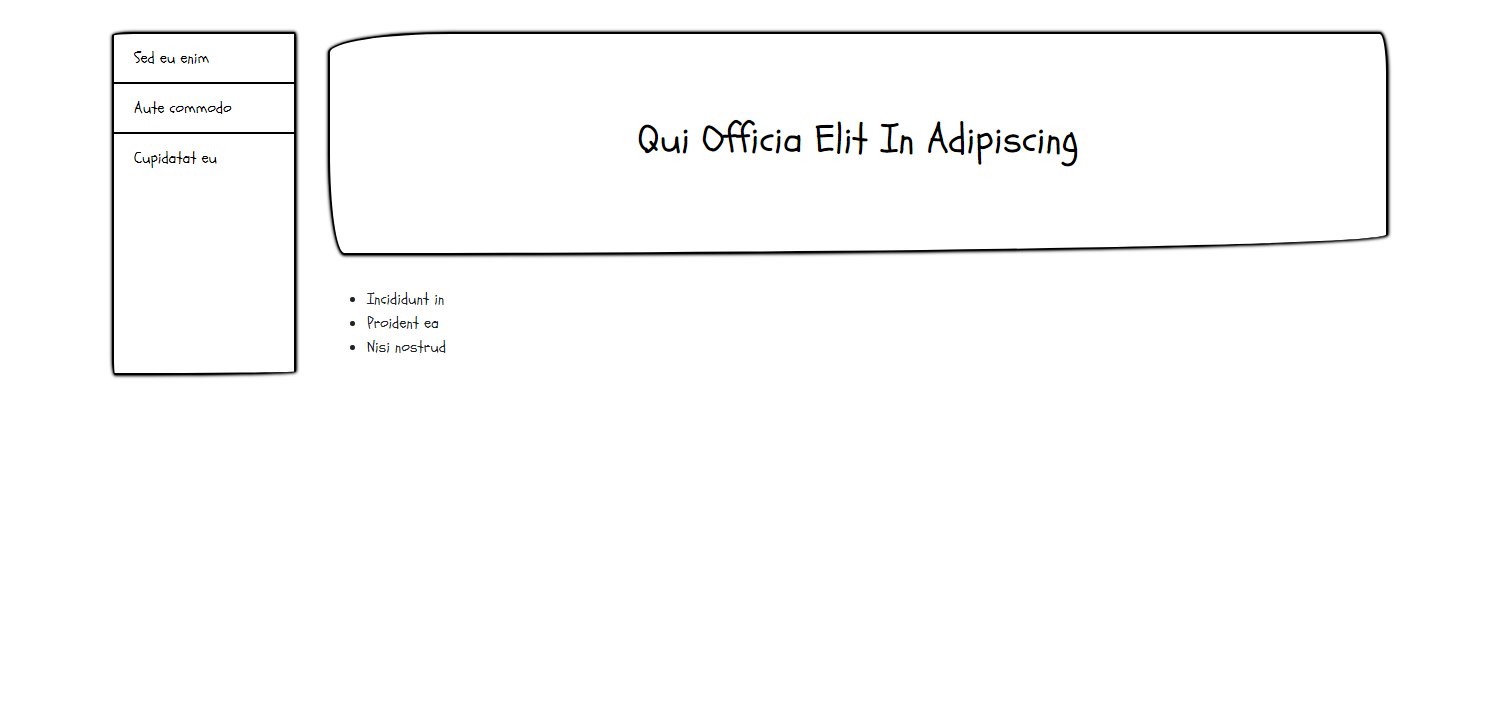 Sed eu enim
Aute commodo
Cupidatat eu
Qui Officia Elit In Adipiscing
Incididunt in
Proident ea
Nisi nostrud